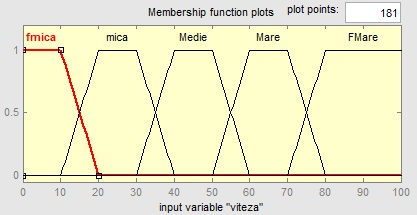 Membership function plots plot points: 181
fmica mica Medie Mare FMare
1
0.5
0
0 10 20 30 40 50 60 70 80 90 100
input variable "viteza"